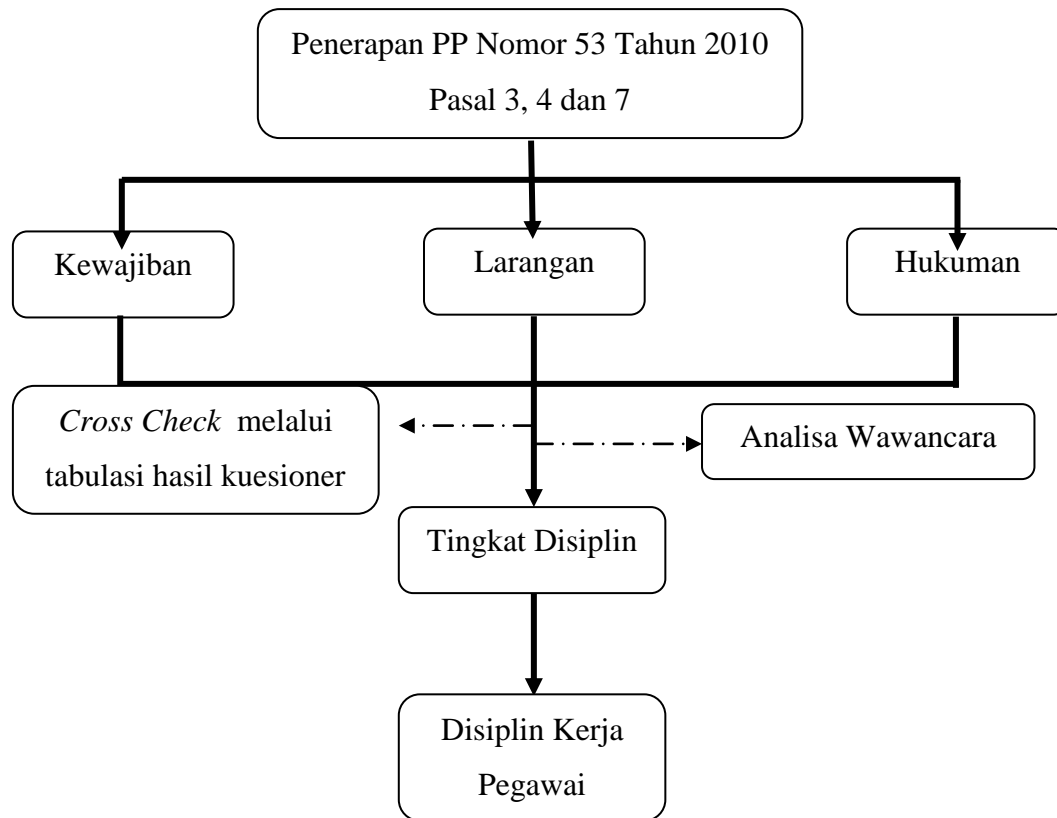 Penerapan PP Nomor 53 Tahun 2010
Pasal 3, 4 dan 7
Kewajiban
Larangan
Hukuman
Cross Check melalui
tabulasi hasil kuesioner
Analisa Wawancara
Tingkat Disiplin
Disiplin Kerja
Pegawai